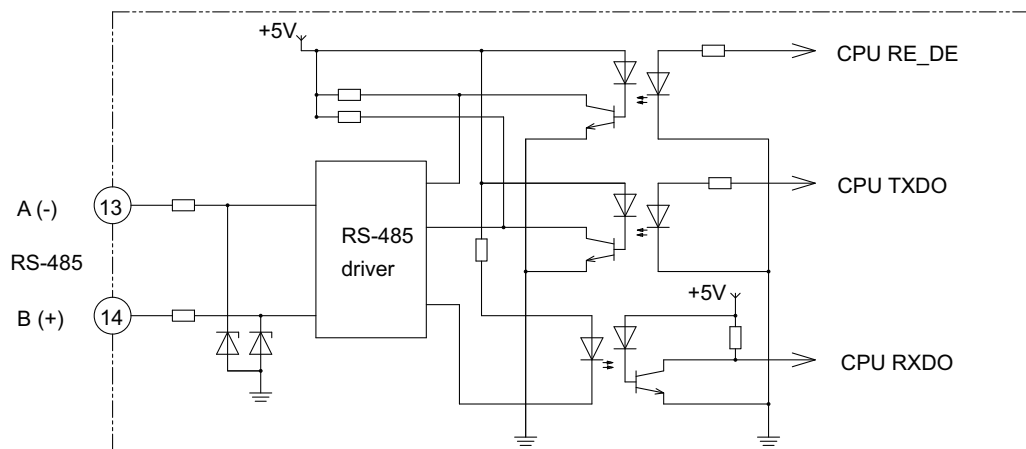 +5V
CPU RE_DE
CPU TXDO
A (-)
13
RS-485
RS-485
driver
B (+)
14
+5V
CPU RXDO